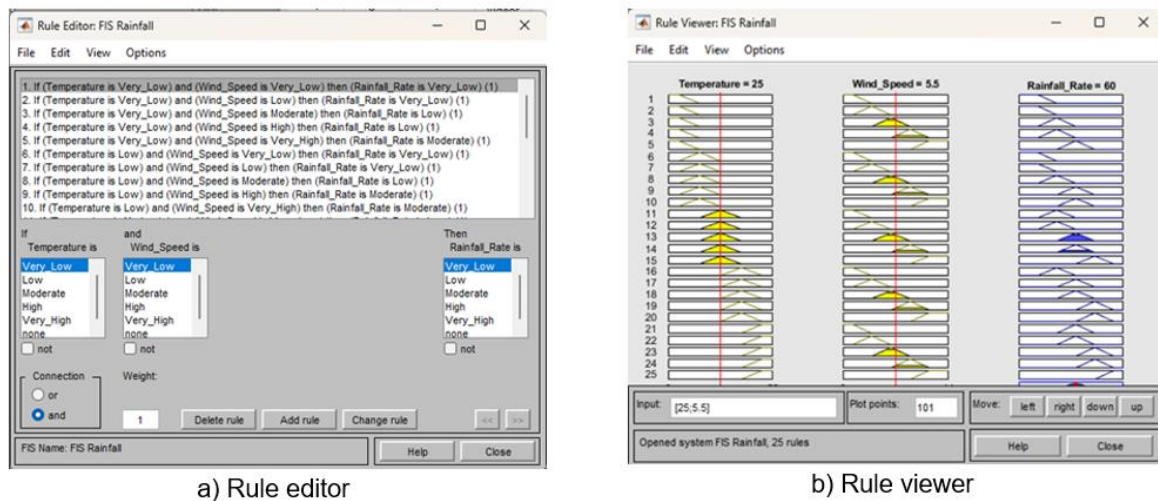 Rule Editor: FIS Rainfall
File Edit View Options
1. If (Temperature is Very_Low) and (Wind_Speed is Very_Low) then (Rainfall_Rate is Very_Low) (1)
2. If (Temperature is Very_Low) and (Wind_Speed is Low) then (Rainfall_Rate is Very_Low) (1)
3. If (Temperature is Very_Low) and (Wind_Speed is Moderate) then (Rainfall_Rate is Low) (1)
4. If (Temperature is Very_Low) and (Wind_Speed is High) then (Rainfall_Rate is Low) (1)
5. If (Temperature is Very_Low) and (Wind_Speed is Very_High) then (Rainfall_Rate is Moderate) (1)
6. If (Temperature is Low) and (Wind_Speed is Very_Low) then (Rainfall_Rate is Very_Low) (1)
7. If (Temperature is Low) and (Wind_Speed is Low) then (Rainfall_Rate is Very_Low) (1)
8. If (Temperature is Low) and (Wind_Speed is Moderate) then (Rainfall_Rate is Low) (1)
9. If (Temperature is Low) and (Wind_Speed is High) then (Rainfall_Rate is Moderate) (1)
10. If (Temperature is Low) and (Wind_Speed is Very_High) then (Rainfall_Rate is Moderate) (1)
If and Then
Temperature is Wind_Speed is Rainfall_Rate is
Very_Low Very_Low Very_Low
Low Low Low
Moderate Moderate Moderate
High High High
Very_High Very_High Very_High
none none none
not not not
Connection Weight:
or
and 1 Delete rule Add rule Change rule << >>
FIS Name: FIS Rainfall Help Close
a) Rule editor
Rule Viewer: FIS Rainfall
File Edit View Options
Temperature = 25 Wind_Speed = 5.5 Rainfall_Rate = 60
1
2
3
4
5
6
7
8
9
10
11
12
13
14
15
16
17
18
19
20
21
22
23
24
25
Input: [25;5.5] Plot points: 101 Move: left right down up
Opened system FIS Rainfall, 25 rules Help Close
b) Rule viewer